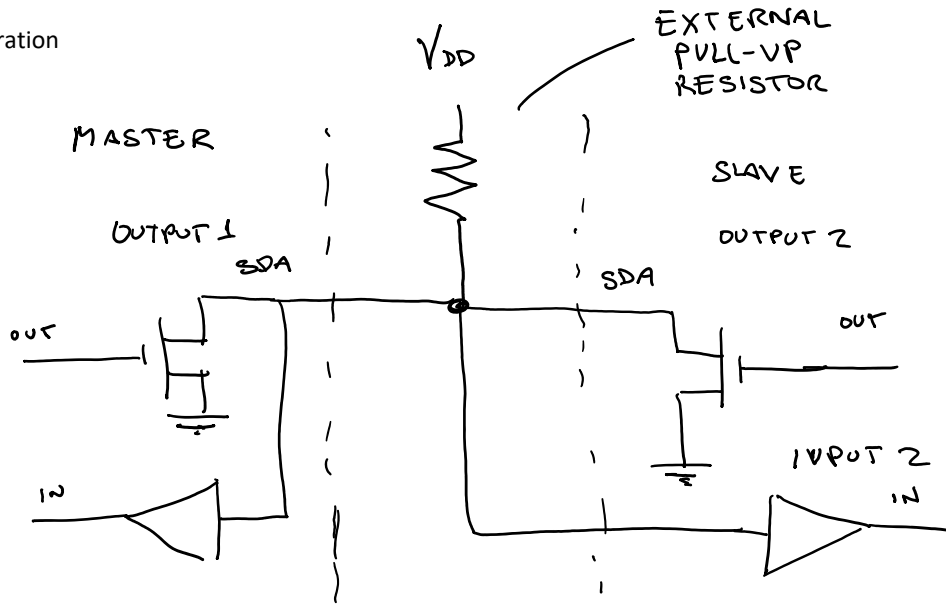 ration
EXTERNAL
PULL-UP
RESISTOR
VDD
MASTER
SLAVE
OUTPUT 1
OUTPUT 2
SDA
SDA
OUT
OUT
INPUT 2
IN
IN